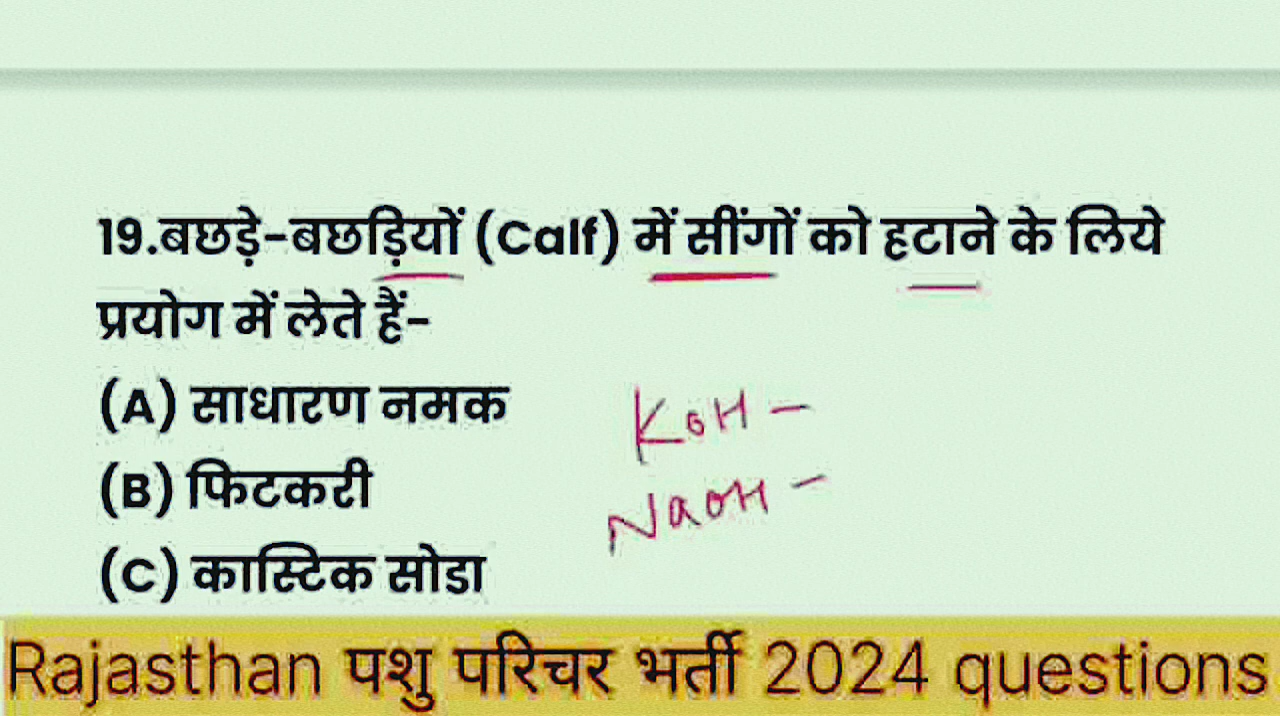 19.बछड़े-बछड़ियों (Calf) में सींगों को हटाने के लिये
प्रयोग में लेते हैं-
(A) साधारण नमक
KOH -
(B) फिटकरी
NaOH -
(C) कास्टिक सोडा
Rajasthan पशु परिचर भर्ती 2024 questions